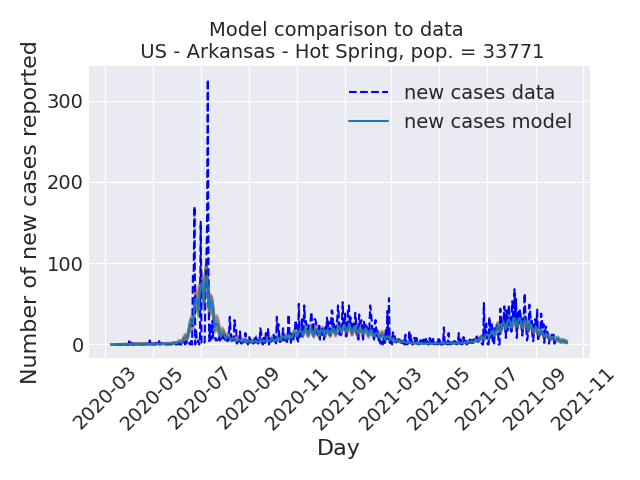 Model comparison to data
US - Arkansas - Hot Spring, pop. = 33771
Number of new cases reported
300
200
100
0
new cases data
new cases model
2020-03
2020-05
2020-07
2020-09
2020-11
2021-01
2021-03
2021-05
2021-07
2021-09
2021-11
Day